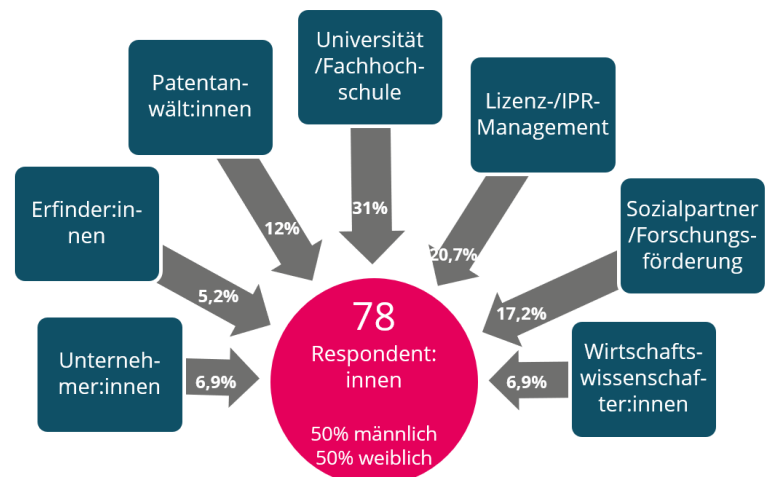 Universität
/Fachhoch-
schule
Patentan-
wält:innen
Lizenz-/IPR-
Management
Erfinder:in-
nen
Sozialpartner
/Forschungs-
förderung
Unterneh-
mer:innen
Wirtschafts-
wissenschaf-
ter:innen
31%
12%
20,7%
5,2%
17,2%
6,9%
6,9%
78
Respondent:
innen
50% männlich
50% weiblich